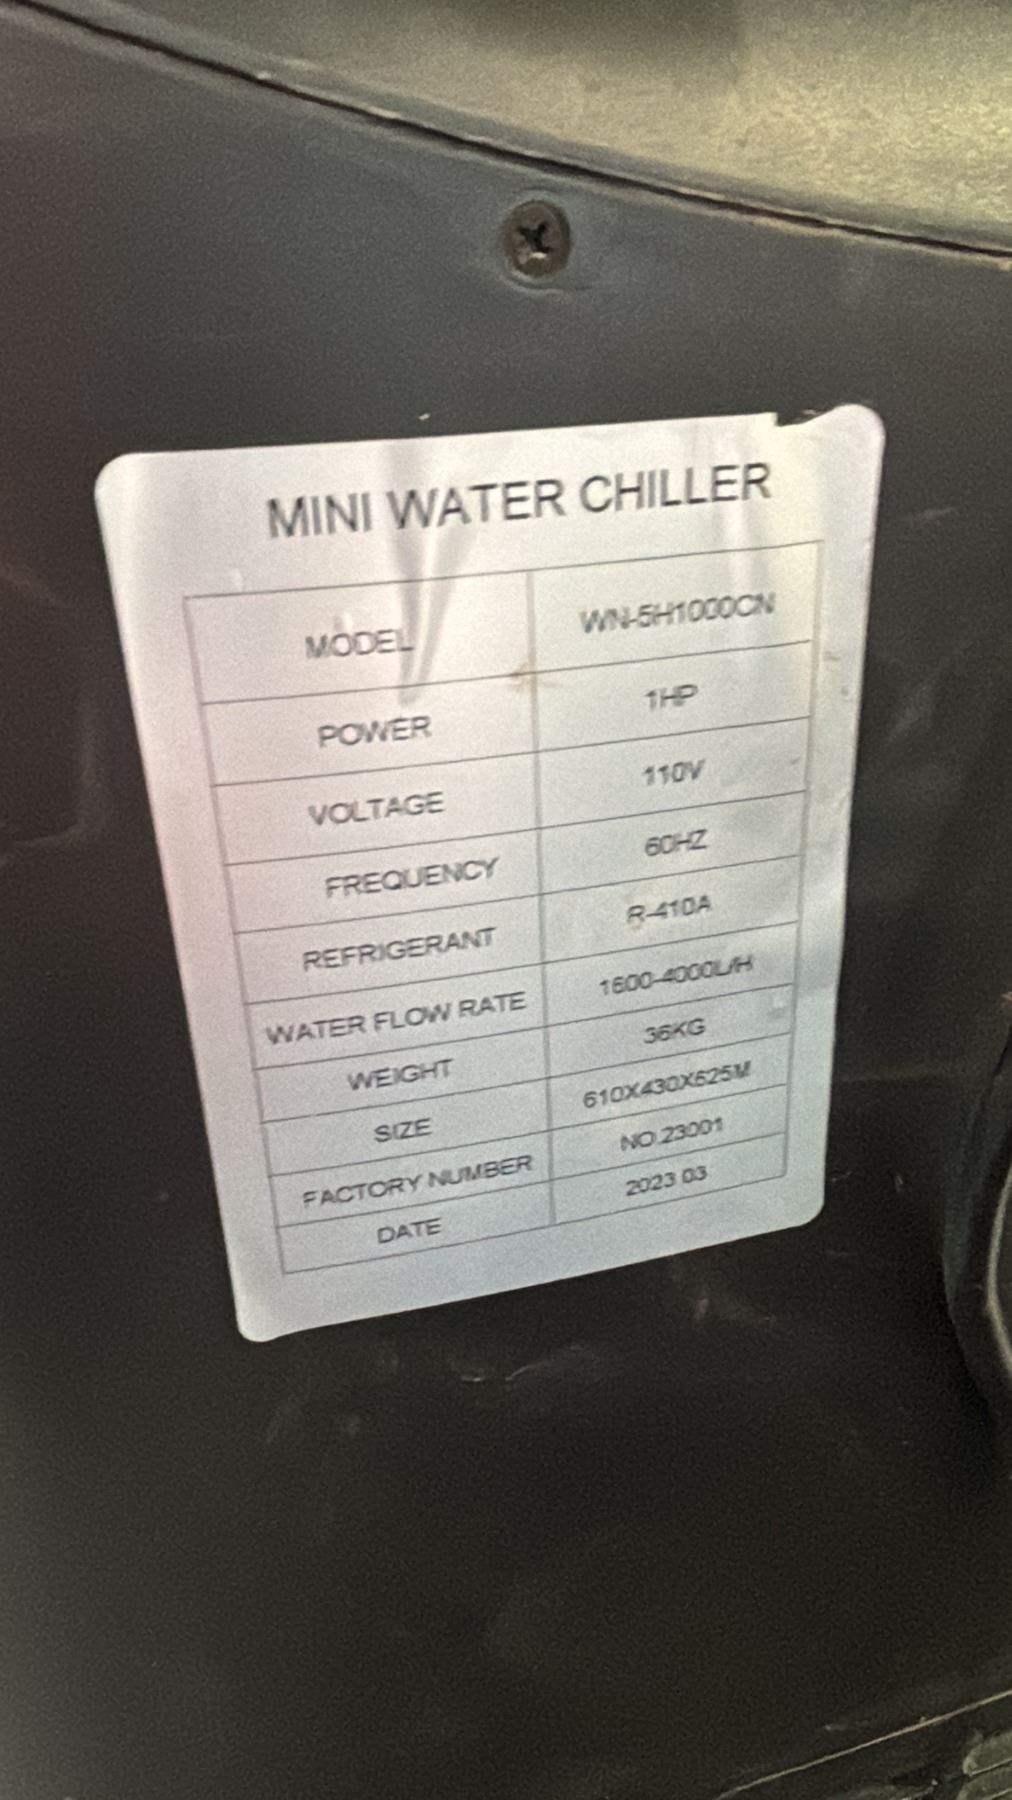 MINI WATER CHILLER
MODEL WN-5H1000CN
POWER 1HP
VOLTAGE 110V
FREQUENCY 60HZ
REFRIGERANT R-410A
WATER FLOW RATE 1600-4000L/H
WEIGHT 36KG
SIZE 610X430X625M
FACTORY NUMBER NO.23001
DATE 2023 03